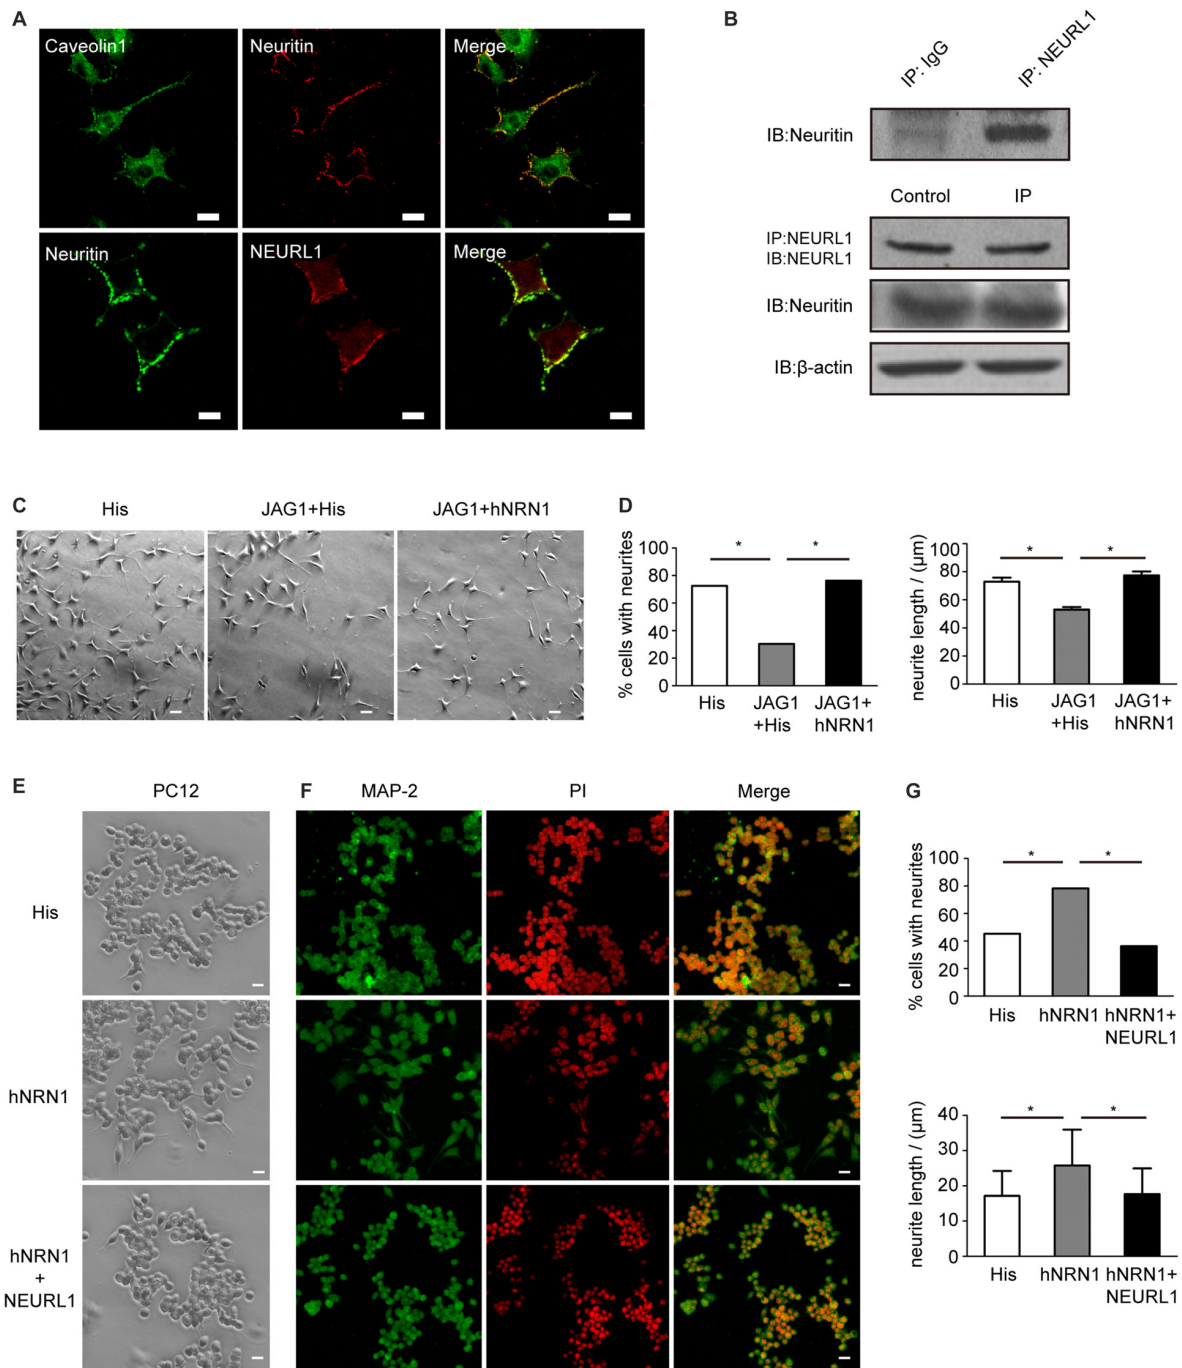 A
Caveolin1
Neuritin
Merge
Neuritin
NEURL1
Merge
B
IP: IgG
IP: NEURL1
IB:Neuritin
Control
IP
IP:NEURL1
IB:NEURL1
IB:Neuritin
IB:β-actin
C
His
JAG1+His
JAG1+hNRN1
D
% cells with neurites
100
80
60
40
20
0
His
JAG1
+His
JAG1+
hNRN1
*
*
neurite length / (μm)
100
80
60
40
20
0
His
JAG1
+His
JAG1+
hNRN1
*
*
E
PC12
His
hNRN1
hNRN1
+
NEURL1
F
MAP-2
PI
Merge
G
% cells with neurites
100
80
60
40
20
0
His
hNRN1
hNRN1+
NEURL1
*
*
neurite length / (μm)
40
30
20
10
0
His
hNRN1
hNRN1+
NEURL1
*
*